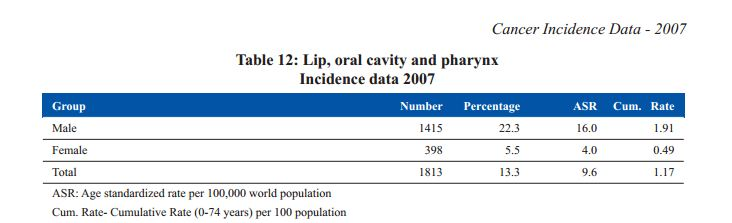 Cancer Incidence Data - 2007
Table 12: Lip, oral cavity and pharynx
Incidence data 2007
Group Number Percentage ASR Cum. Rate
Male 1415 22.3 16.0 1.91
Female 398 5.5 4.0 0.49
Total 1813 13.3 9.6 1.17
ASR: Age standardized rate per 100,000 world population
Cum. Rate- Cumulative Rate (0-74 years) per 100 population